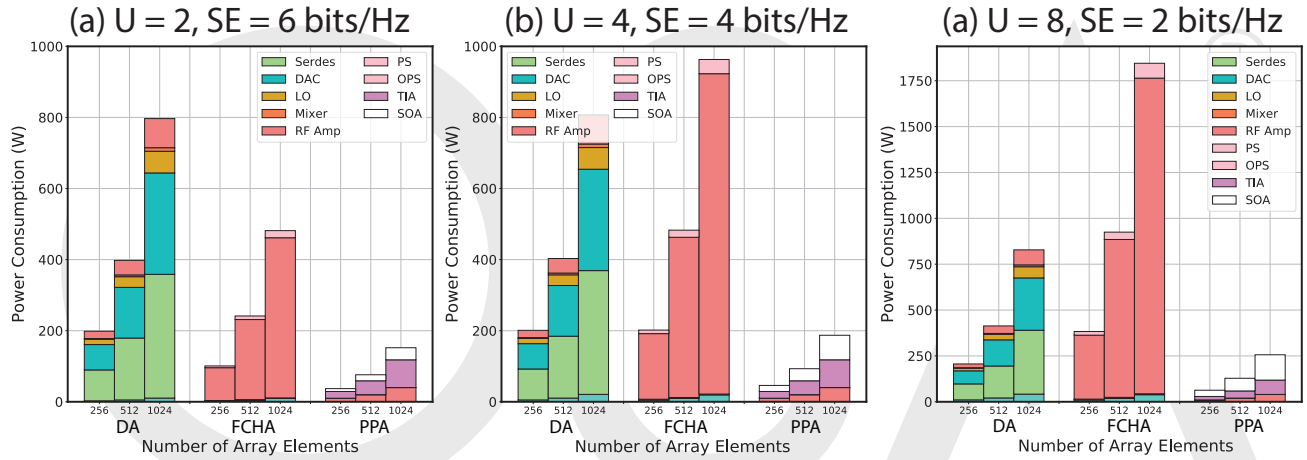 (a) U = 2, SE = 6 bits/Hz
1000
800
600
400
200
0
Power Consumption (W)
Serdes
DAC
LO
Mixer
RF Amp
PS
OPS
TIA
SOA
256 512 1024 256 512 1024 256 512 1024
DA FCHA PPA
Number of Array Elements
(b) U = 4, SE = 4 bits/Hz
1000
800
600
400
200
0
Power Consumption (W)
Serdes
DAC
LO
Mixer
RF Amp
PS
OPS
TIA
SOA
256 512 1024 256 512 1024 256 512 1024
DA FCHA PPA
Number of Array Elements
(a) U = 8, SE = 2 bits/Hz
1750
1500
1250
1000
750
500
250
0
Power Consumption (W)
Serdes
DAC
LO
Mixer
RF Amp
PS
OPS
TIA
SOA
256 512 1024 256 512 1024 256 512 1024
DA FCHA PPA
Number of Array Elements